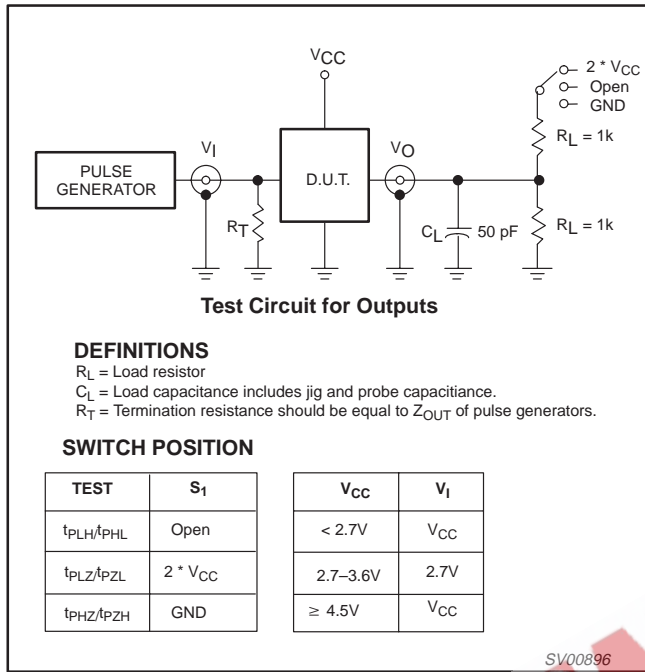 VCC
2 * VCC
Open
GND
RL = 1k
VI
VO
PULSE GENERATOR
D.U.T.
RT
CL
50 pF
RL = 1k
Test Circuit for Outputs
DEFINITIONS
RL = Load resistor
CL = Load capacitance includes jig and probe capacitiance.
RT = Termination resistance should be equal to ZOUT of pulse generators.
SWITCH POSITION
TEST S1 VCC VI
tPLH/tPHL Open < 2.7V VCC
tPLZ/tPZL 2 * VCC 2.7–3.6V 2.7V
tPHZ/tPZH GND ≥ 4.5V VCC
SV00896